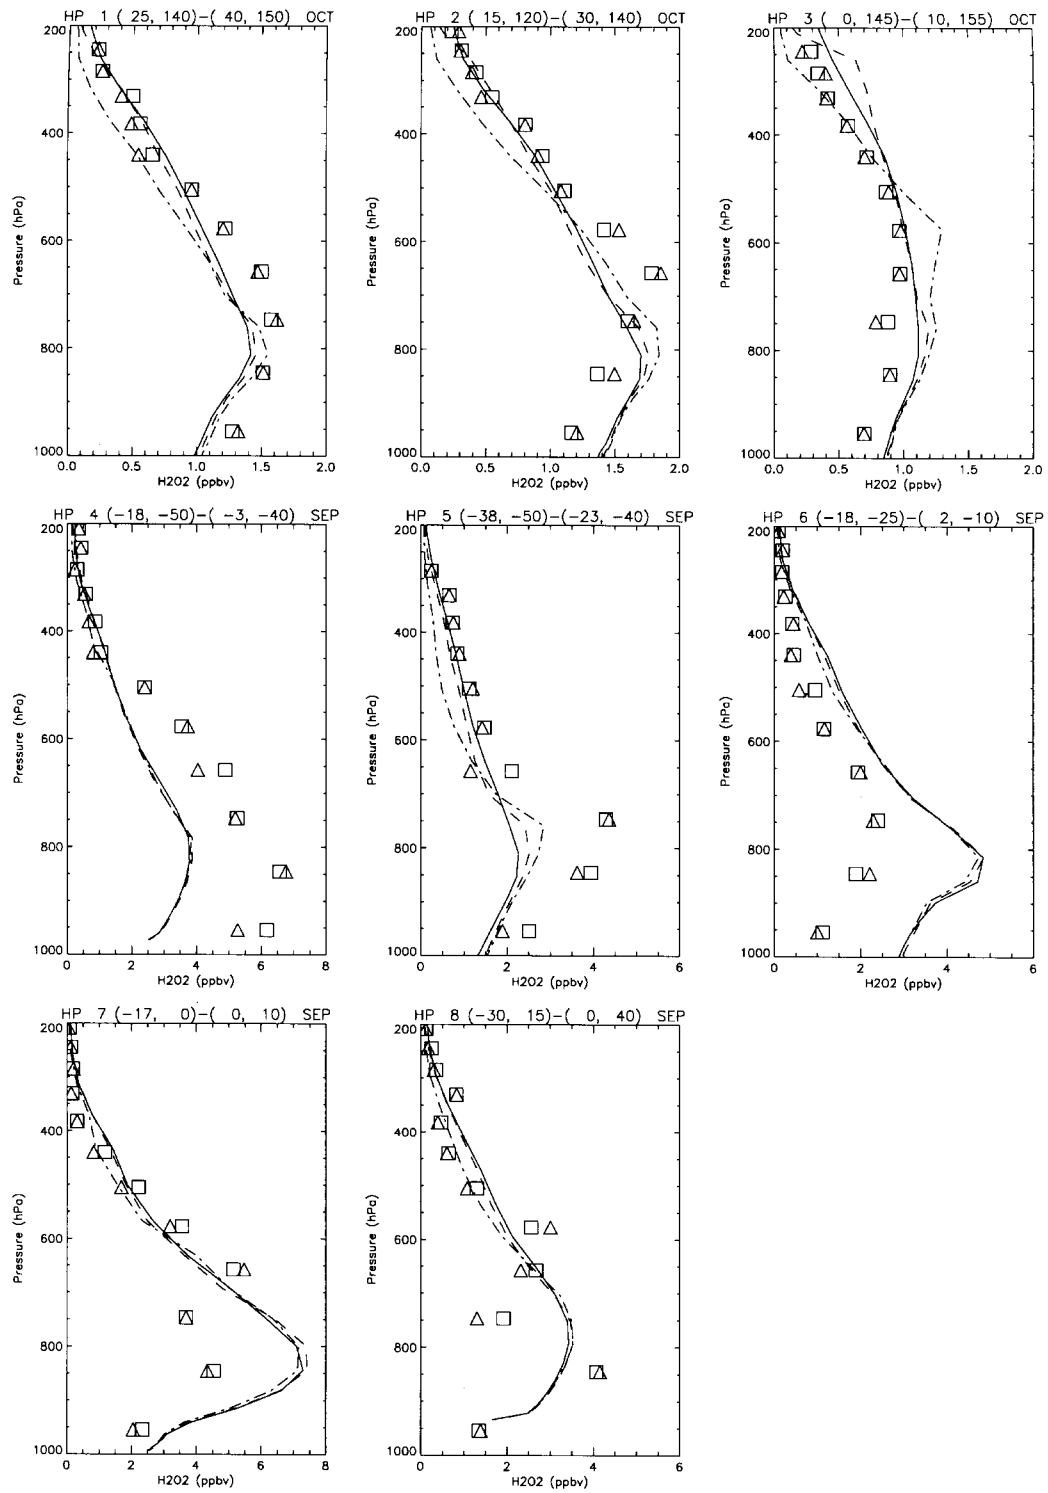 HP 1 ( 25, 140)-( 40, 150) OCT
200
400
600
800
1000
Pressure (hPa)
0.0 0.5 1.0 1.5 2.0
H2O2 (ppbv)
HP 2 ( 15, 120)-( 30, 140) OCT
200
400
600
800
1000
Pressure (hPa)
0.0 0.5 1.0 1.5 2.0
H2O2 (ppbv)
HP 3 ( 0, 145)-( 10, 155) OCT
200
400
600
800
1000
Pressure (hPa)
0.0 0.5 1.0 1.5 2.0
H2O2 (ppbv)
HP 4 (-18, -50)-( -3, -40) SEP
200
400
600
800
1000
Pressure (hPa)
0 2 4 6 8
H2O2 (ppbv)
HP 5 (-38, -50)-(-23, -40) SEP
200
400
600
800
1000
Pressure (hPa)
0 2 4 6
H2O2 (ppbv)
HP 6 (-18, -25)-( 2, -10) SEP
200
400
600
800
1000
Pressure (hPa)
0 2 4 6
H2O2 (ppbv)
HP 7 (-17, 0)-( 0, 10) SEP
200
400
600
800
1000
Pressure (hPa)
0 2 4 6 8
H2O2 (ppbv)
HP 8 (-30, 15)-( 0, 40) SEP
200
400
600
800
1000
Pressure (hPa)
0 2 4 6
H2O2 (ppbv)